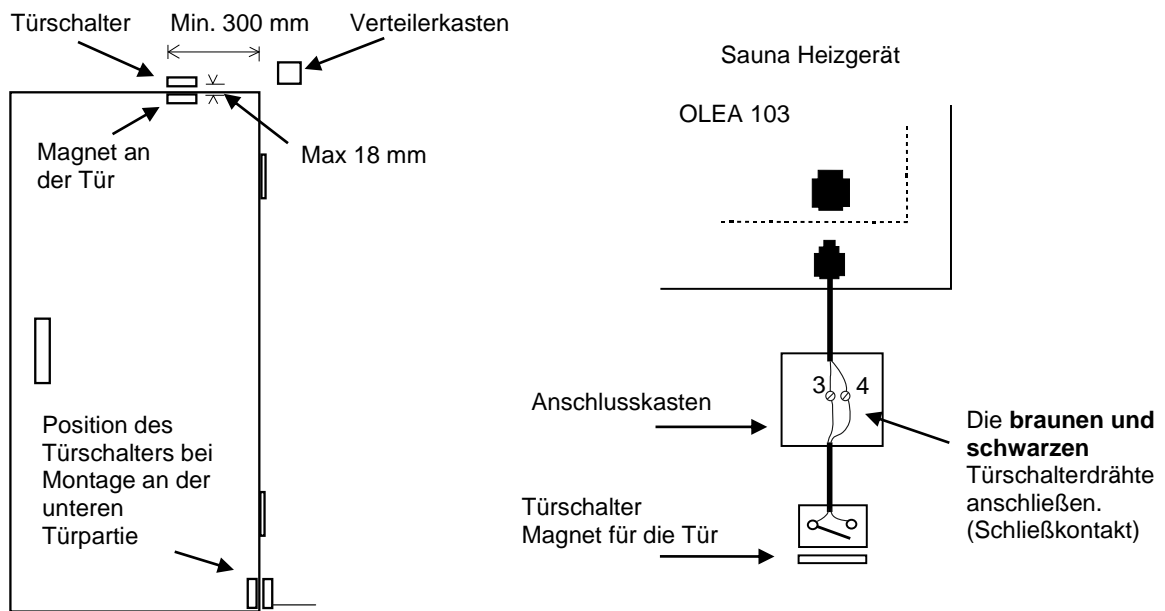 Türschalter
Min. 300 mm
Verteilerkasten
Magnet an
der Tür
Max 18 mm
Position des
Türschalters bei
Montage an der
unteren
Türpartie
Sauna Heizgerät
OLEA 103
3 4
Anschlusskasten
Die braunen und
schwarzen
Türschalterdrähte
anschließen.
(Schließkontakt)
Türschalter
Magnet für die Tür